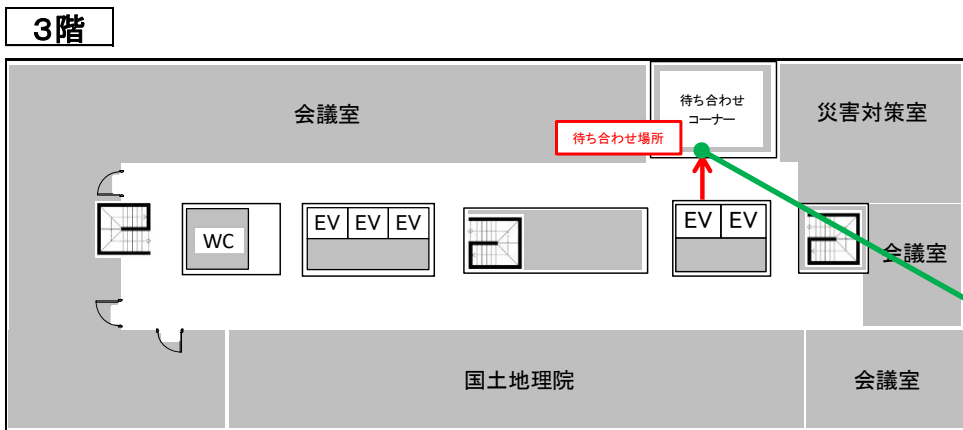 ３階
会議室
待ち合わせ
コーナー
災害対策室
待ち合わせ場所
WC
EV EV EV
EV EV
会議室
国土地理院
会議室